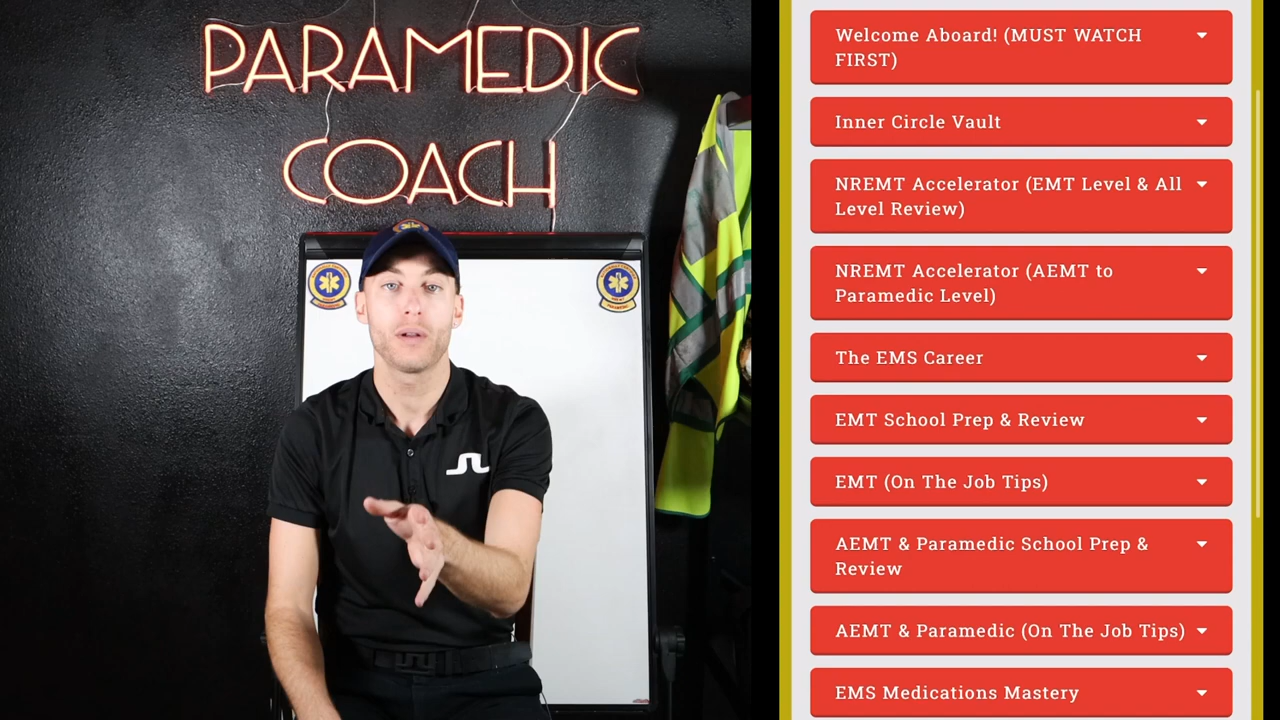 PARAMEDIC
COACH
Welcome Aboard! (MUST WATCH
FIRST)
Inner Circle Vault
NREMT Accelerator (EMT Level & All
Level Review)
NREMT Accelerator (AEMT to
Paramedic Level)
The EMS Career
EMT School Prep & Review
EMT (On The Job Tips)
AEMT & Paramedic School Prep &
Review
AEMT & Paramedic (On The Job Tips)
EMS Medications Mastery